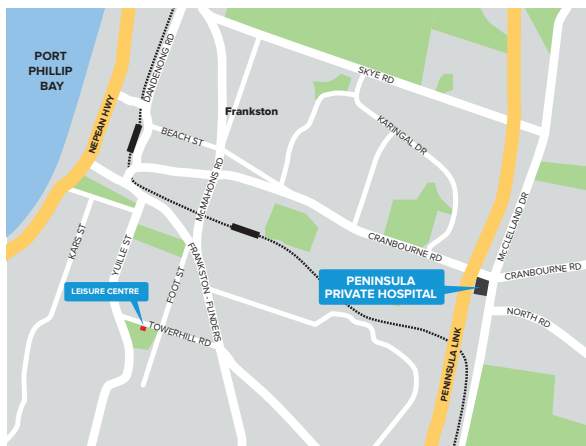 PORT
PHILLIP
BAY
NEPEAN HWY
DANDENONG RD
SKYE RD
Frankston
BEACH ST
KARINGAL DR
McMAHONS RD
McCLELLAND DR
KARS ST
YUILLE ST
FOOT ST
FRANKSTON - FLINDERS
CRANBOURNE RD
CRANBOURNE RD
PENINSULA
PRIVATE HOSPITAL
LEISURE CENTRE
NORTH RD
TOWERHILL RD
PENINSULA LINK